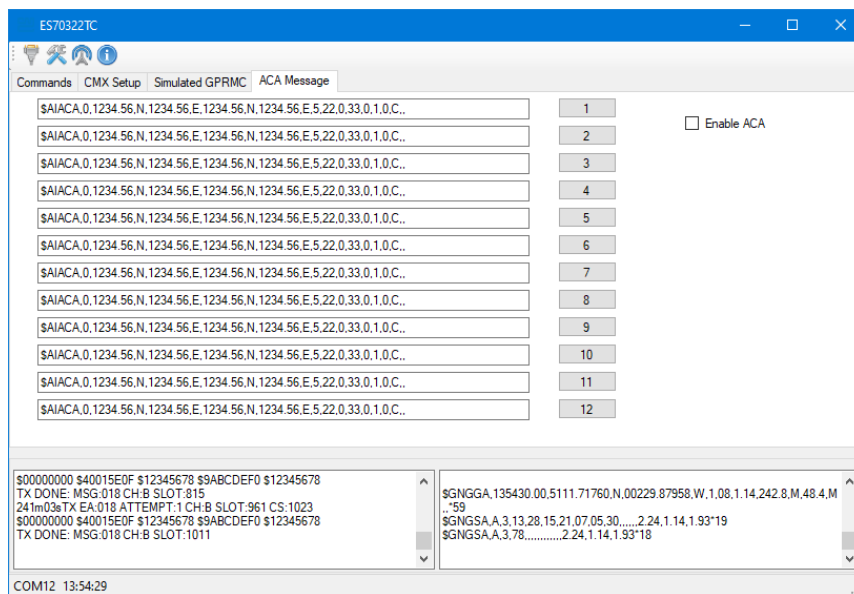 ES70322TC
Commands CMX Setup Simulated GPRMC ACA Message
$AIACA,0,1234.56,N,1234.56,E,1234.56,N,1234.56,E,5,22,0,33,0,1,0,C,, 1
Enable ACA
$AIACA,0,1234.56,N,1234.56,E,1234.56,N,1234.56,E,5,22,0,33,0,1,0,C,, 2
$AIACA,0,1234.56,N,1234.56,E,1234.56,N,1234.56,E,5,22,0,33,0,1,0,C,, 3
$AIACA,0,1234.56,N,1234.56,E,1234.56,N,1234.56,E,5,22,0,33,0,1,0,C,, 4
$AIACA,0,1234.56,N,1234.56,E,1234.56,N,1234.56,E,5,22,0,33,0,1,0,C,, 5
$AIACA,0,1234.56,N,1234.56,E,1234.56,N,1234.56,E,5,22,0,33,0,1,0,C,, 6
$AIACA,0,1234.56,N,1234.56,E,1234.56,N,1234.56,E,5,22,0,33,0,1,0,C,, 7
$AIACA,0,1234.56,N,1234.56,E,1234.56,N,1234.56,E,5,22,0,33,0,1,0,C,, 8
$AIACA,0,1234.56,N,1234.56,E,1234.56,N,1234.56,E,5,22,0,33,0,1,0,C,, 9
$AIACA,0,1234.56,N,1234.56,E,1234.56,N,1234.56,E,5,22,0,33,0,1,0,C,, 10
$AIACA,0,1234.56,N,1234.56,E,1234.56,N,1234.56,E,5,22,0,33,0,1,0,C,, 11
$AIACA,0,1234.56,N,1234.56,E,1234.56,N,1234.56,E,5,22,0,33,0,1,0,C,, 12
$00000000 $40015E0F $12345678 $9ABCDEF0 $12345678
TX DONE: MSG:018 CH:B SLOT:815
241m03sTX EA:018 ATTEMPT:1 CH:B SLOT:961 CS:1023
$00000000 $40015E0F $12345678 $9ABCDEF0 $12345678
TX DONE: MSG:018 CH:B SLOT:1011
$GNGGA,135430.00,5111.71760,N,00229.87958,W,1,08,1.14,242.8,M,48.4,M
,,*59
$GNGSA,A,3,13,28,15,21,07,05,30,,,,,,2.24,1.14,1.93*19
$GNGSA,A,3,78,,,,,,,,,,,,2.24,1.14,1.93*18
COM12 13:54:29